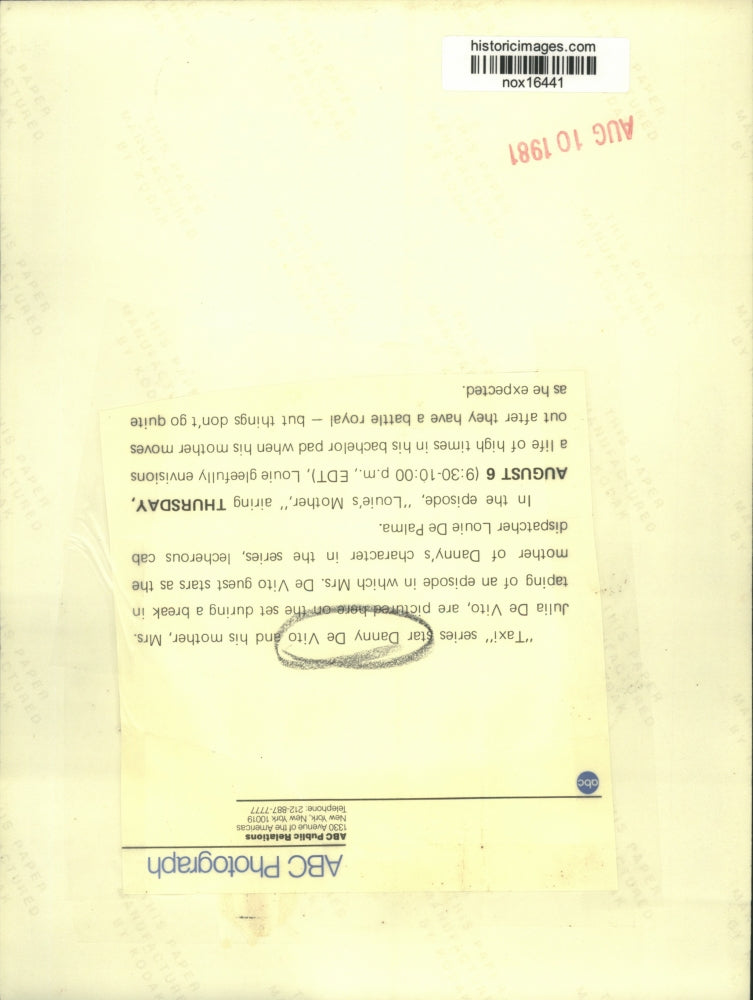 historicimages.com
nox16441
AUG 10 1981
ABC Photograph
ABC Public Relations
1330 Avenue of the Americas
New York, New York 10019
Telephone: 212-887-7777
abc
"Taxi" series star Danny De Vito and his mother, Mrs.
Julia De Vito, are pictured here on the set during a break in
taping of an episode in which Mrs. De Vito guest stars as the
mother of Danny's character in the series, lecherous cab
dispatcher Louie De Palma.
In the episode, "Louie's Mother," airing THURSDAY,
AUGUST 6 (9:30-10:00 p.m., EDT), Louie gleefully envisions
a life of high times in his bachelor pad when his mother moves
out after they have a battle royal — but things don't go quite
as he expected.
THIS PAPER
MANUFACTURED
BY KODAK